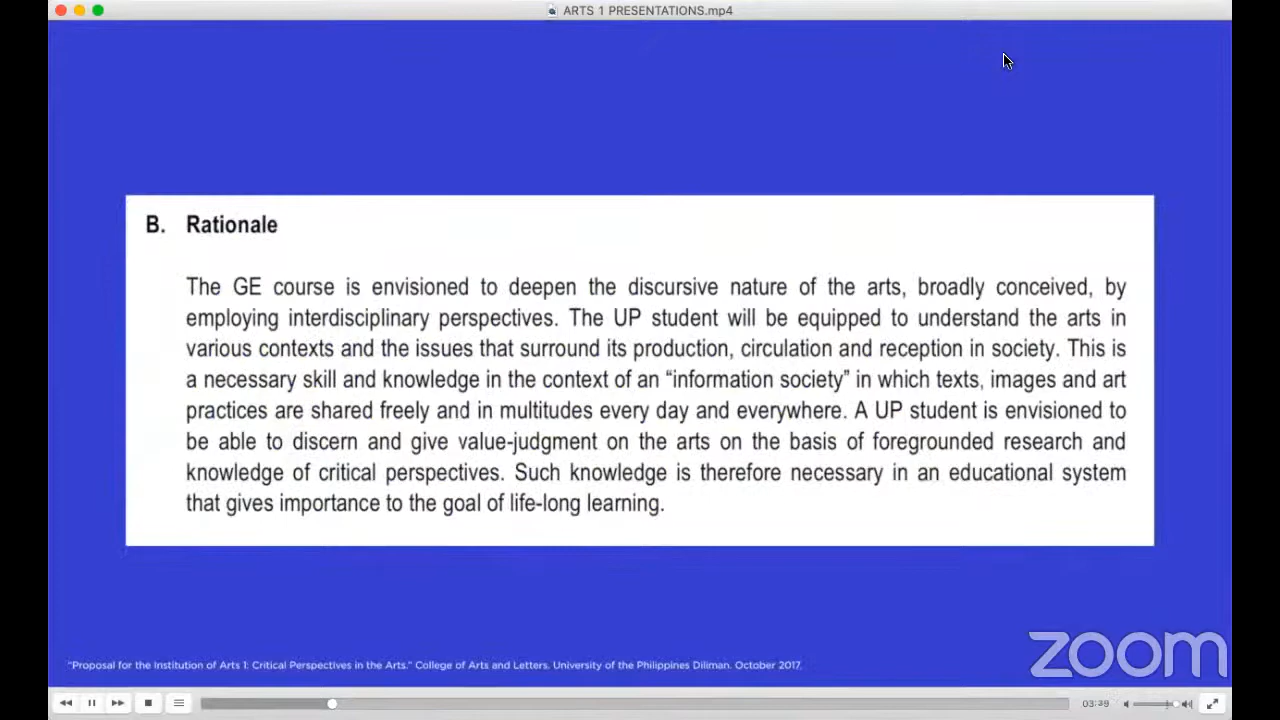 ARTS 1 PRESENTATIONS.mp4
B. Rationale
The GE course is envisioned to deepen the discursive nature of the arts, broadly conceived, by
employing interdisciplinary perspectives. The UP student will be equipped to understand the arts in
various contexts and the issues that surround its production, circulation and reception in society. This is
a necessary skill and knowledge in the context of an “information society” in which texts, images and art
practices are shared freely and in multitudes every day and everywhere. A UP student is envisioned to
be able to discern and give value-judgment on the arts on the basis of foregrounded research and
knowledge of critical perspectives. Such knowledge is therefore necessary in an educational system
that gives importance to the goal of life-long learning.
zoom
"Proposal for the Institution of Arts 1: Critical Perspectives in the Arts." College of Arts and Letters. University of the Philippines Diliman. October 2017.
03:39